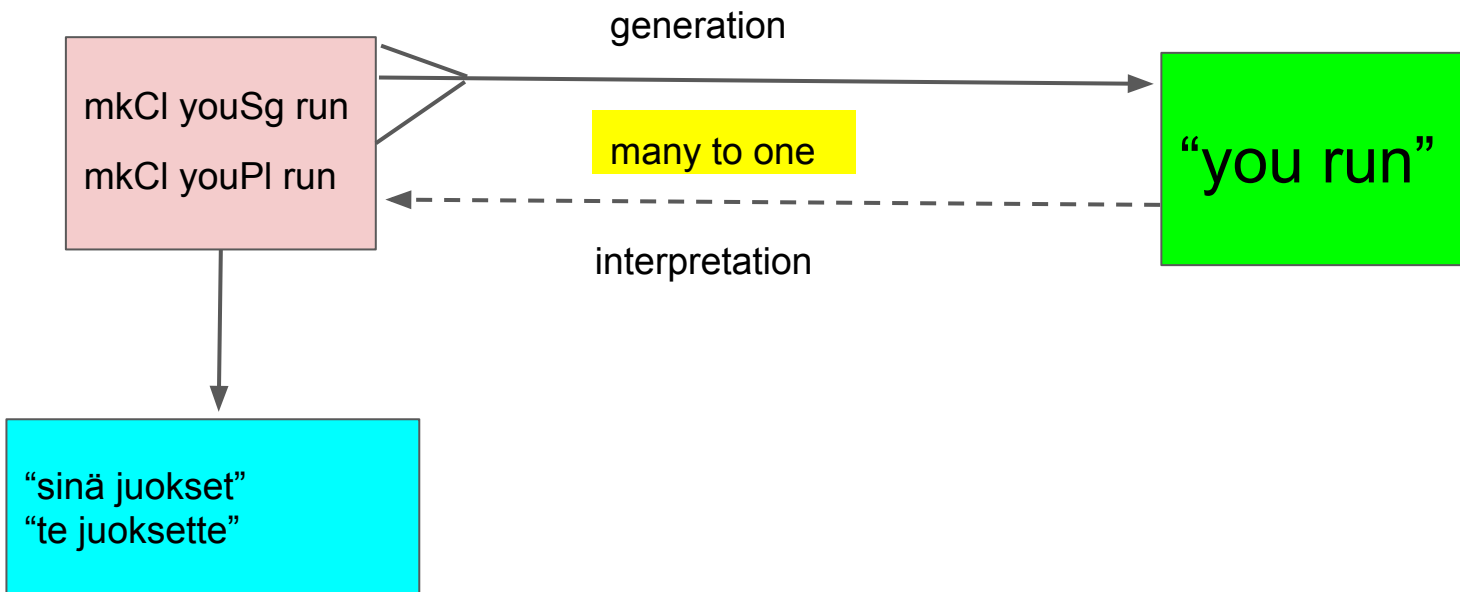 generation
mkCl youSg run
mkCl youPl run
many to one
“you run”
interpretation
“sinä juokset”
“te juoksette”